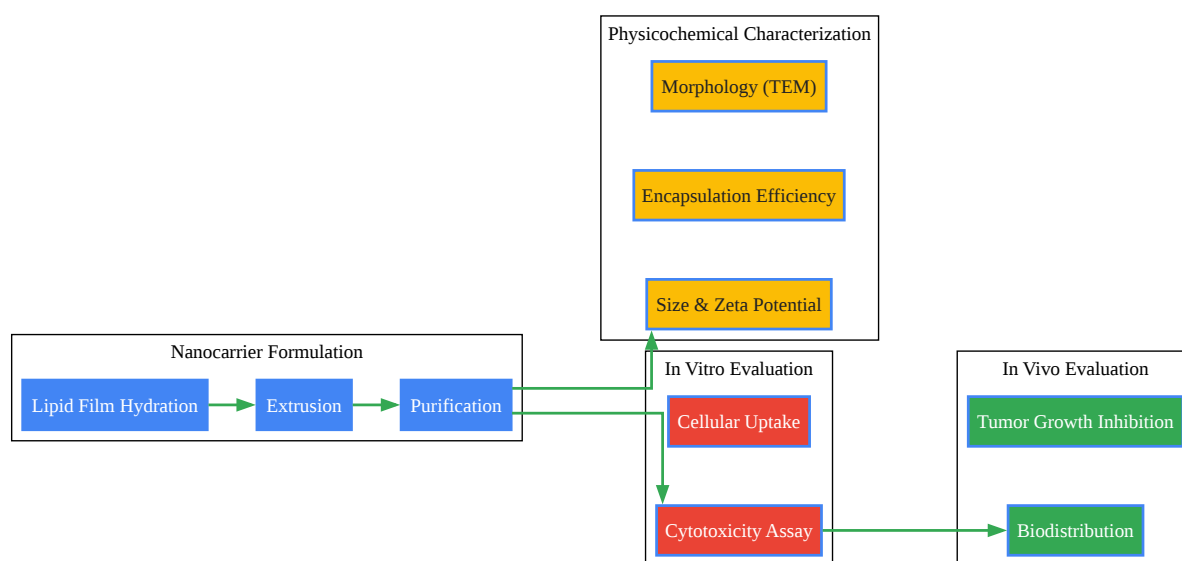 Physicochemical Characterization
Morphology (TEM)
Encapsulation Efficiency
Size & Zeta Potential
Nanocarrier Formulation
Lipid Film Hydration
Extrusion
Purification
In Vitro Evaluation
Cellular Uptake
Cytotoxicity Assay
In Vivo Evaluation
Tumor Growth Inhibition
Biodistribution